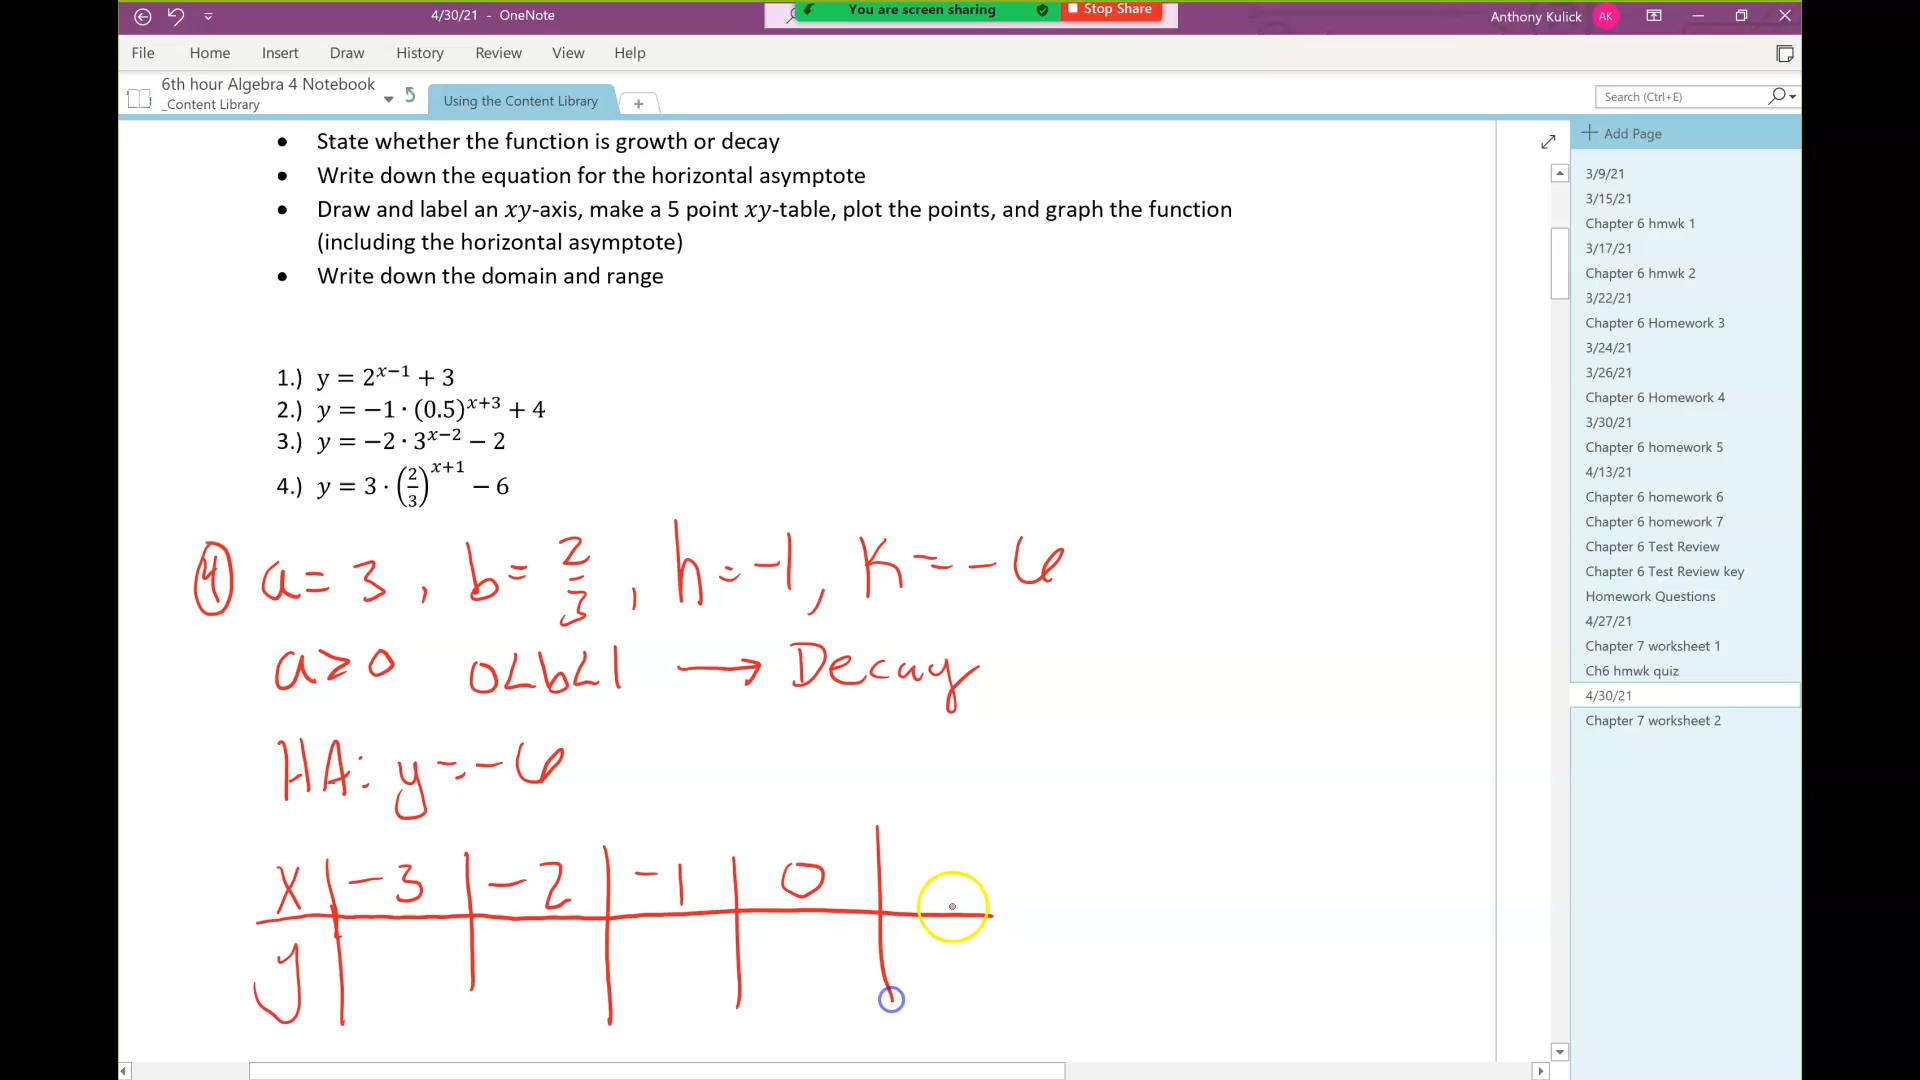 4/30/21 - OneNote
You are screen sharing
Stop Share
Anthony Kulick
AK
File Home Insert Draw History Review View Help
6th hour Algebra 4 Notebook
_Content Library
Using the Content Library
+
Search (Ctrl+E)
Add Page
• State whether the function is growth or decay
• Write down the equation for the horizontal asymptote
• Draw and label an xy-axis, make a 5 point xy-table, plot the points, and graph the function
(including the horizontal asymptote)
• Write down the domain and range
1.) y = 2^{x−1} + 3
2.) y = −1 · (0.5)^{x+3} + 4
3.) y = −2 · 3^{x−2} − 2
4.) y = 3 · (2/3)^{x+1} − 6
④ a = 3 , b = 2/3 , h = -1 , K = -6
a > 0 0<b<1 → Decay
HA: y = -6
x | -3 | -2 | -1 | 0 |
y
3/9/21
3/15/21
Chapter 6 hmwk 1
3/17/21
Chapter 6 hmwk 2
3/22/21
Chapter 6 Homework 3
3/24/21
3/26/21
Chapter 6 Homework 4
3/30/21
Chapter 6 homework 5
4/13/21
Chapter 6 homework 6
Chapter 6 homework 7
Chapter 6 Test Review
Chapter 6 Test Review key
Homework Questions
4/27/21
Chapter 7 worksheet 1
Ch6 hmwk quiz
4/30/21
Chapter 7 worksheet 2